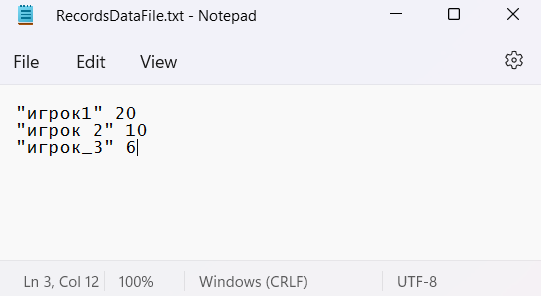 RecordsDataFile.txt - Notepad
File Edit View
"игрок1" 20
"игрок 2" 10
"игрок_3" 6
Ln 3, Col 12 100% Windows (CRLF) UTF-8